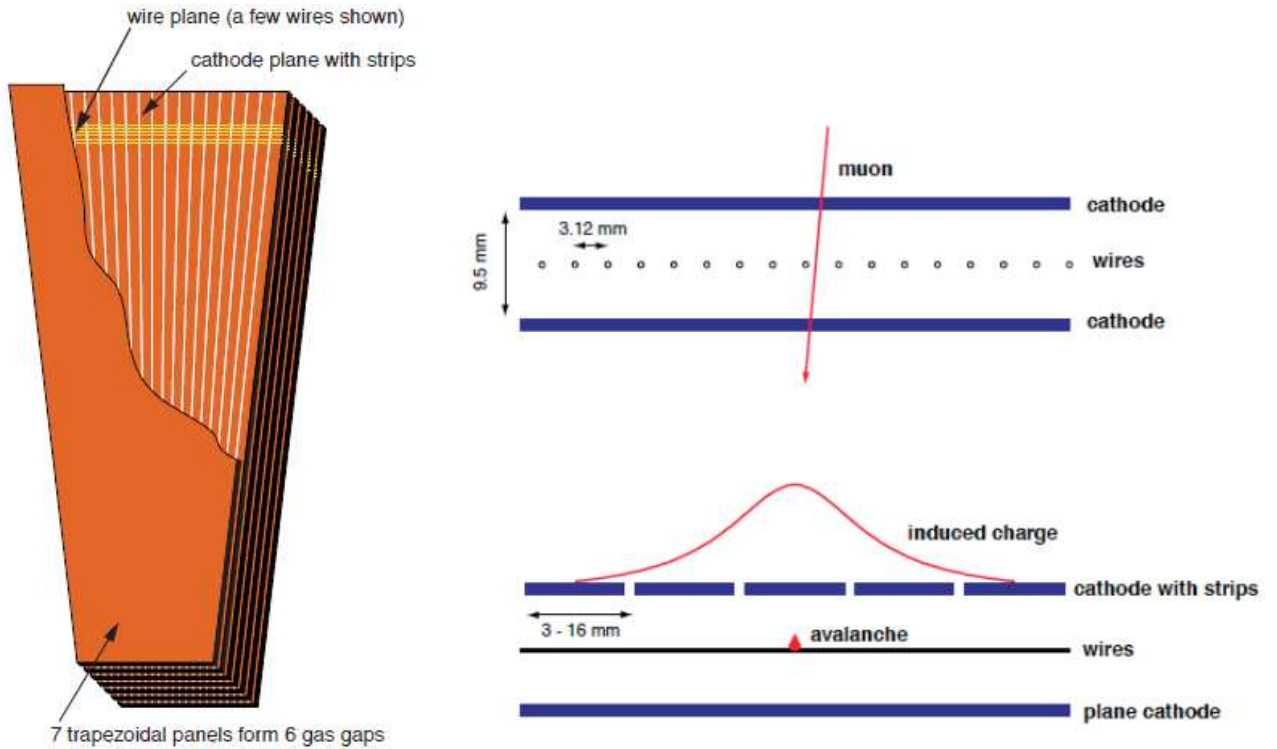 wire plane (a few wires shown)
cathode plane with strips
7 trapezoidal panels form 6 gas gaps
muon
cathode
3.12 mm
9.5 mm
wires
cathode
induced charge
cathode with strips
3 - 16 mm
avalanche
wires
plane cathode